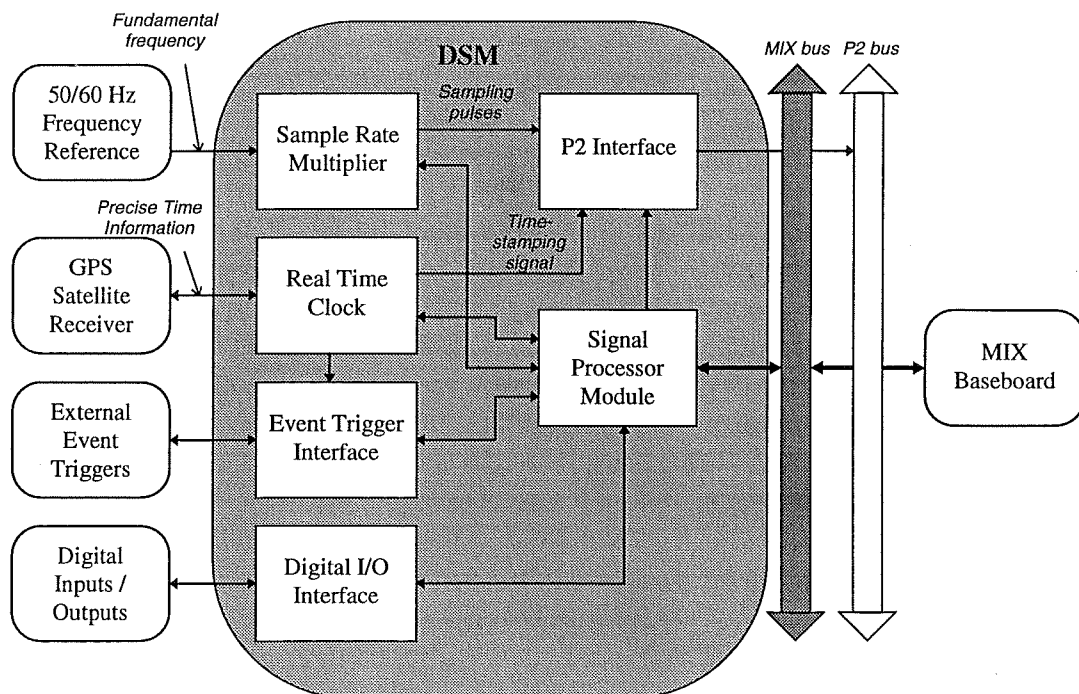 Fundamental
frequency
MIX bus
P2 bus
DSM
50/60 Hz
Frequency
Reference
Sample Rate
Multiplier
Sampling
pulses
P2 Interface
Precise Time
Information
Time-
stamping
signal
GPS
Satellite
Receiver
Real Time
Clock
Signal
Processor
Module
MIX
Baseboard
External
Event
Triggers
Event Trigger
Interface
Digital
Inputs /
Outputs
Digital I/O
Interface